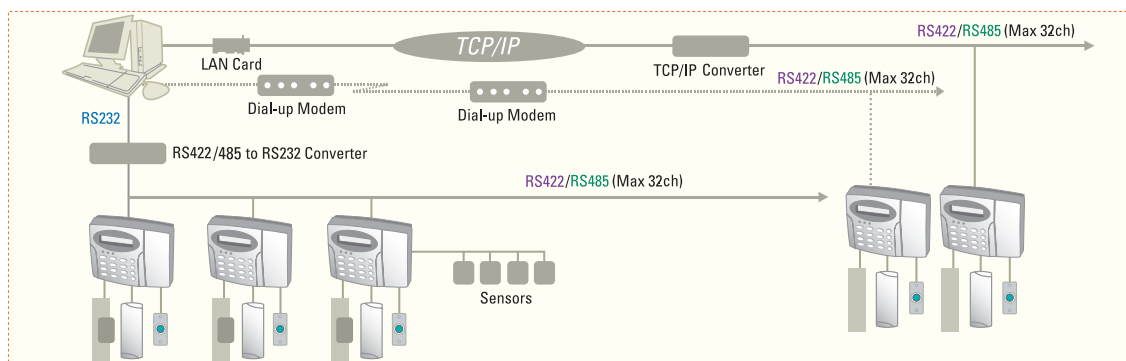 RS422/RS485 (Max 32ch)
TCP/IP
LAN Card
TCP/IP Converter
RS422/RS485 (Max 32ch)
Dial-up Modem
Dial-up Modem
RS232
RS422/485 to RS232 Converter
RS422/RS485 (Max 32ch)
Sensors